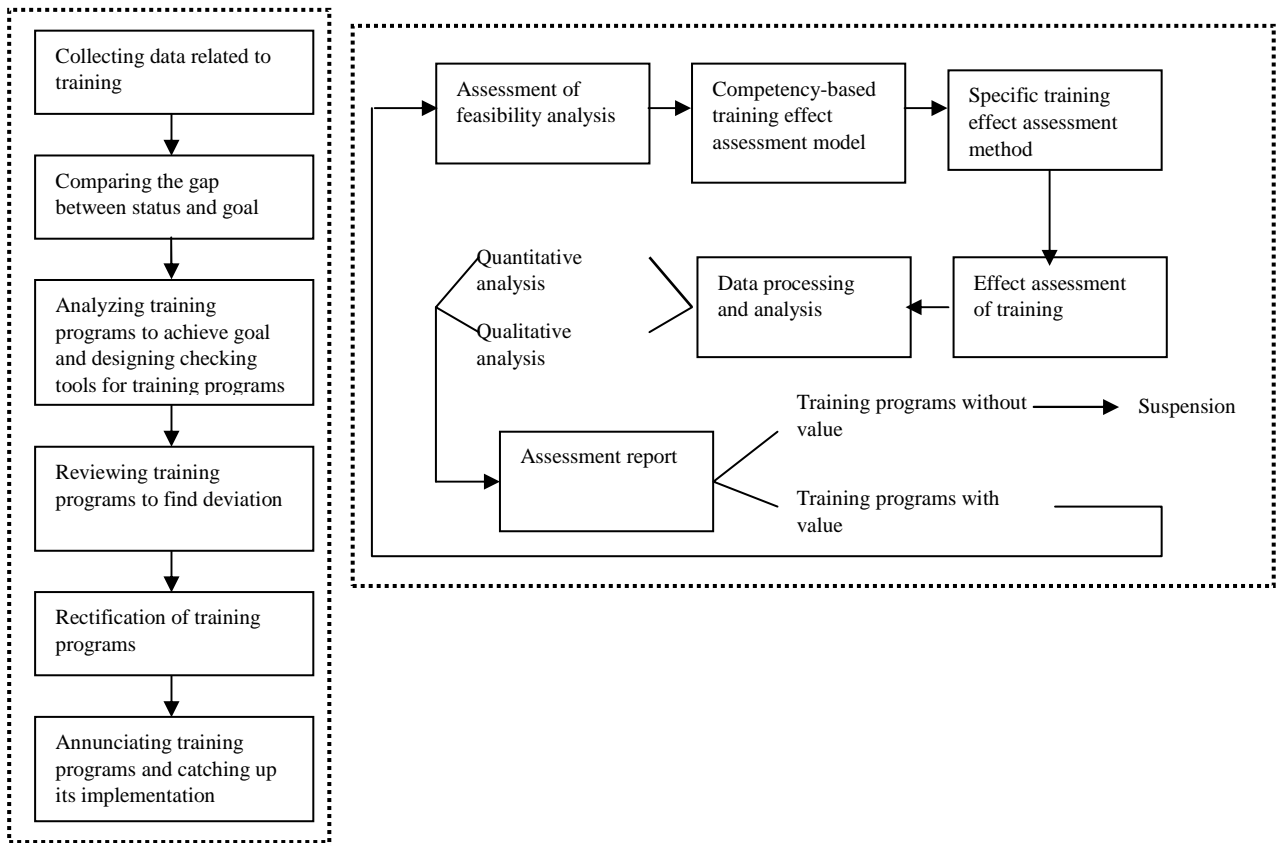 Collecting data related to
training
Comparing the gap
between status and goal
Analyzing training
programs to achieve goal
and designing checking
tools for training programs
Reviewing training
programs to find deviation
Rectification of training
programs
Annunciating training
programs and catching up
its implementation
Assessment of
feasibility analysis
Competency-based
training effect
assessment model
Specific training
effect assessment
method
Effect assessment
of training
Data processing
and analysis
Quantitative
analysis
Qualitative
analysis
Assessment report
Training programs without
value
Suspension
Training programs with
value